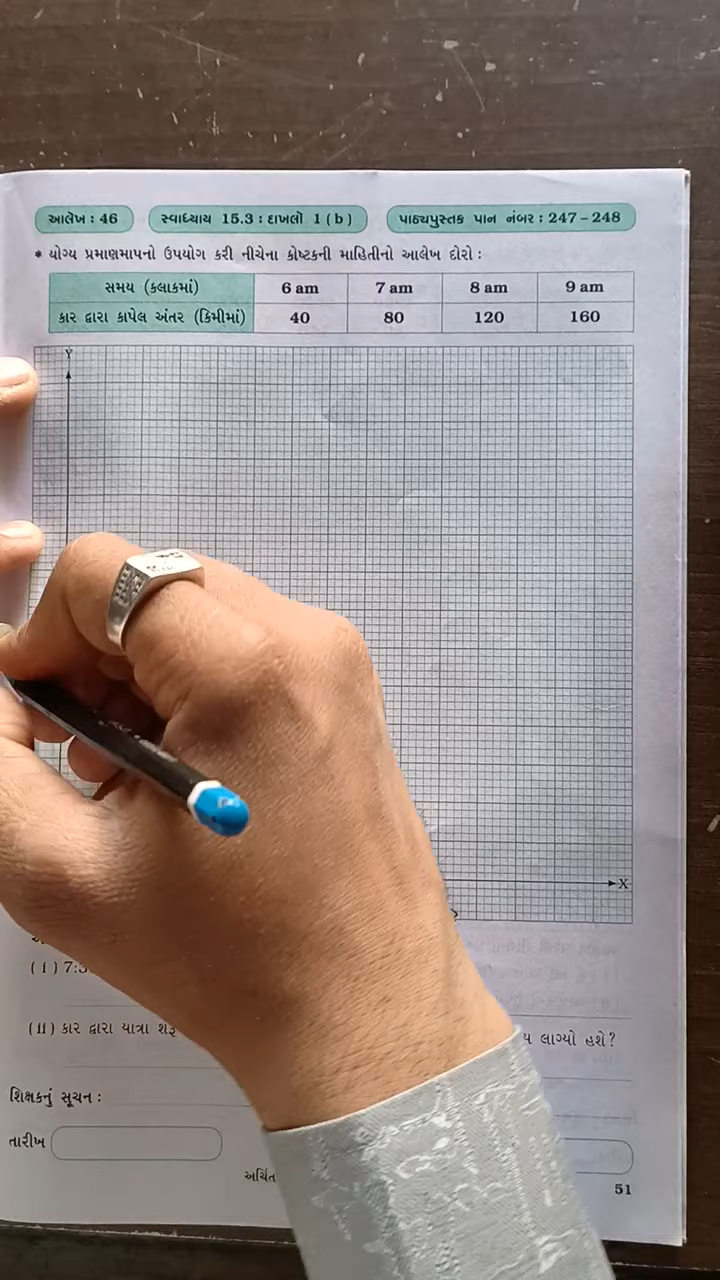 આલેખ : 46 સ્વાધ્યાય 15.3 : દાખલો 1 ( b ) પાઠ્યપુસ્તક પાન નંબર : 247 – 248
* યોગ્ય પ્રમાણમાપનો ઉપયોગ કરી નીચેના કોષ્ટકની માહિતીનો આલેખ દોરો :
સમય (કલાકમાં) 6 am 7 am 8 am 9 am
કાર દ્વારા કાપેલ અંતર (કિમીમાં) 40 80 120 160
Y
X
( i )
( ii ) કાર દ્વારા યાત્રા લાગ્યો હશે?
શિક્ષકનું સૂચન :
તારીખ
51